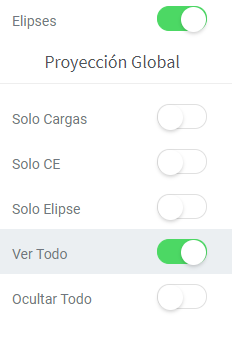 Elipses
Proyección Global
Solo Cargas
Solo CE
Solo Elipse
Ver Todo
Ocultar Todo